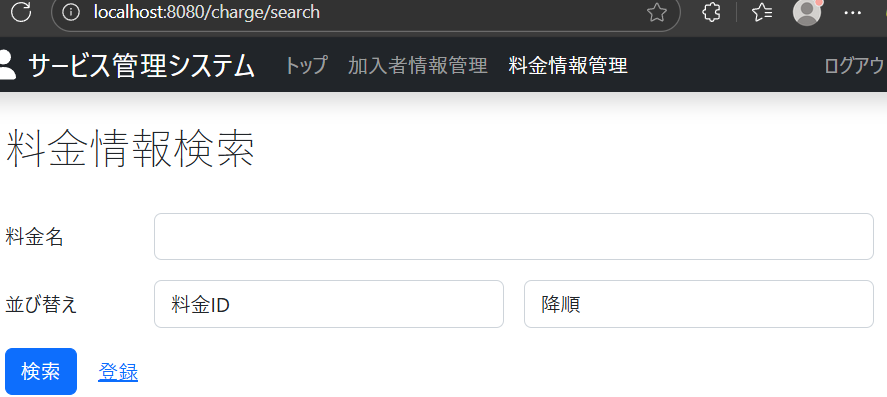 localhost:8080/charge/search
サービス管理システム トップ 加入者情報管理 料金情報管理 ログアウ
料金情報検索
料金名
並び替え 料金ID 降順
検索 登録